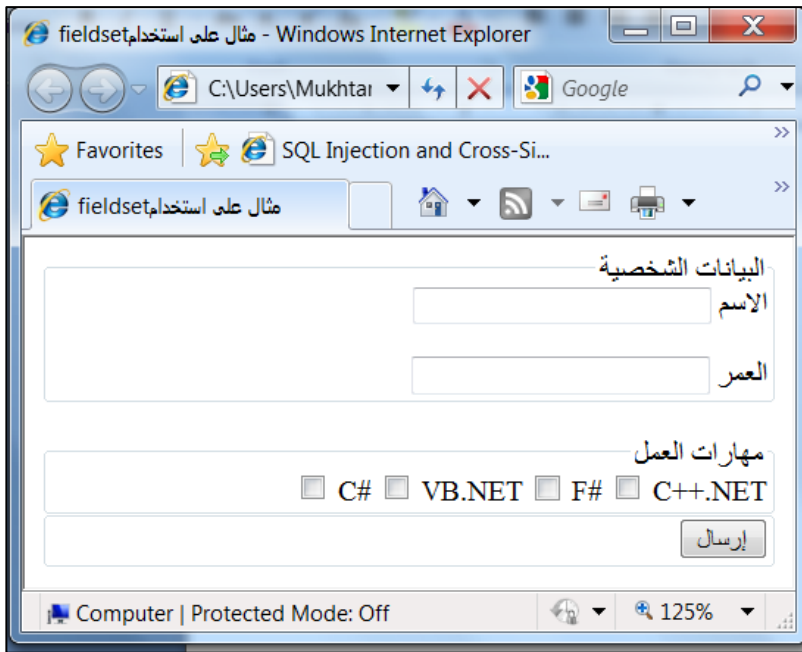 مثال على استخدامfieldset - Windows Internet Explorer
C:\Users\Mukhtar
Google
Favorites
SQL Injection and Cross-Si...
مثال على استخدامfieldset
البيانات الشخصية
الاسم
العمر
مهارات العمل
C# VB.NET F# C++.NET
إرسال
Computer | Protected Mode: Off
125%